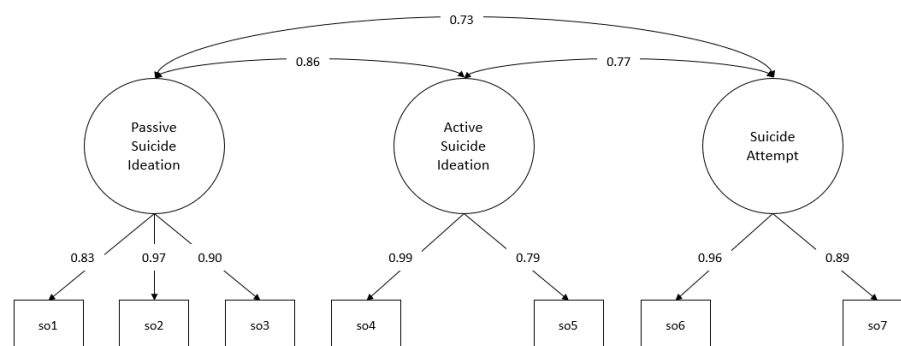 0.73
0.86
0.77
Passive
Suicide
Ideation
Active
Suicide
Ideation
Suicide
Attempt
0.83
0.97
0.90
0.99
0.79
0.96
0.89
so1
so2
so3
so4
so5
so6
so7